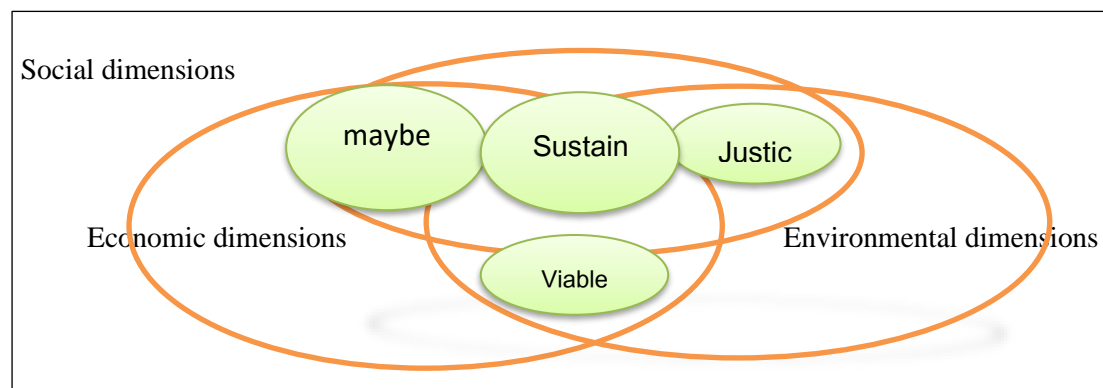 Social dimensions
maybe
Sustain
Justic
Economic dimensions
Environmental dimensions
Viable